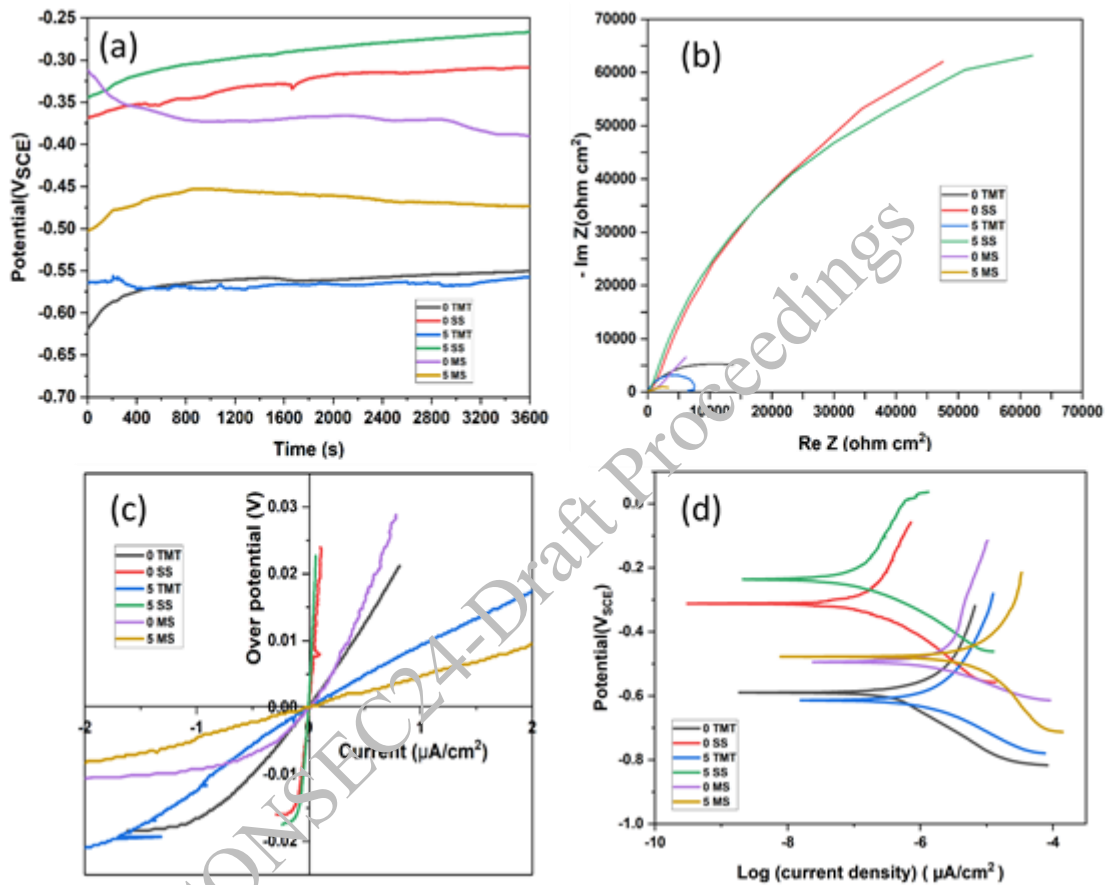 (a)
-0.25
-0.30
-0.35
-0.40
-0.45
-0.50
-0.55
-0.60
-0.65
-0.70
Potential(VSCE)
0 400 800 1200 1600 2000 2400 2800 3200 3600
Time (s)
0 TMT
0 SS
5 TMT
5 SS
0 MS
5 MS
(b)
70000
60000
50000
40000
30000
20000
10000
0
- Im Z(ohm cm2)
0 10000 20000 30000 40000 50000 60000 70000
Re Z (ohm cm2)
0 TMT
0 SS
5 TMT
5 SS
0 MS
5 MS
(c)
Over potential (V)
0.03
0.02
0.01
0.00
-0.01
-0.02
-2 -1 0 1 2
Current (µA/cm2)
0 TMT
0 SS
5 TMT
5 SS
0 MS
5 MS
(d)
0.0
-0.2
-0.4
-0.6
-0.8
-1.0
Potential(VSCE)
-10 -8 -6 -4
Log (current density) ( µA/cm2)
0 TMT
0 SS
5 TMT
5 SS
0 MS
5 MS
CONSEC24-Draft Proceedings